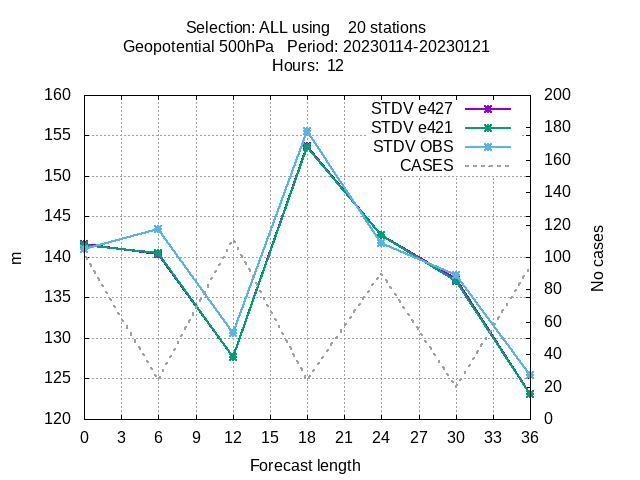 Selection: ALL using    20 stations
Geopotential 500hPa   Period: 20230114-20230121
Hours:  12
STDV e427
STDV e421
STDV OBS
CASES
160
155
150
145
140
135
130
125
120
200
180
160
140
120
100
80
60
40
20
0
m
No cases
0 3 6 9 12 15 18 21 24 27 30 33 36
Forecast length